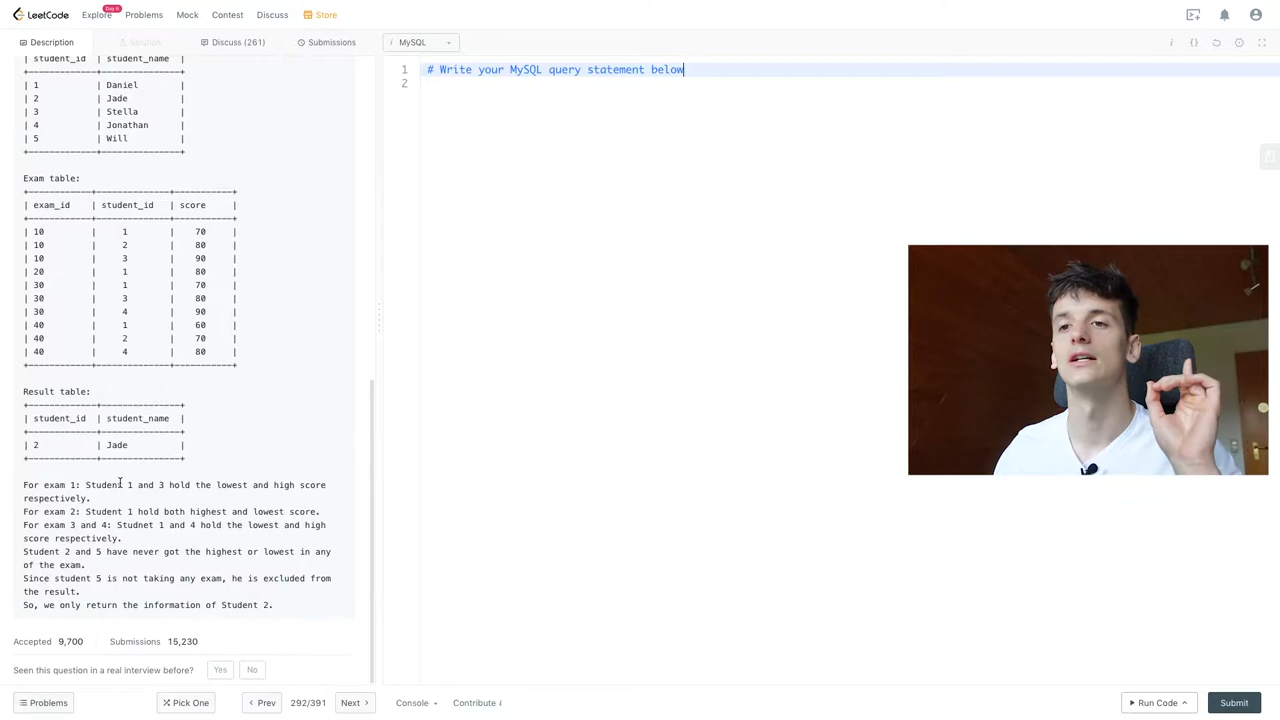 LeetCode
Explore
Day 6
Problems
Mock
Contest
Discuss
Store
Description
Solution
Discuss (261)
Submissions
i MySQL
| student_id | student_name |
+------------+--------------+
| 1 | Daniel |
| 2 | Jade |
| 3 | Stella |
| 4 | Jonathan |
| 5 | Will |
+------------+--------------+
Exam table:
+------------+--------------+-----------+
| exam_id | student_id | score |
+------------+--------------+-----------+
| 10 | 1 | 70 |
| 10 | 2 | 80 |
| 10 | 3 | 90 |
| 20 | 1 | 80 |
| 30 | 1 | 70 |
| 30 | 3 | 80 |
| 30 | 4 | 90 |
| 40 | 1 | 60 |
| 40 | 2 | 70 |
| 40 | 4 | 80 |
+------------+--------------+-----------+
Result table:
+------------+--------------+
| student_id | student_name |
+------------+--------------+
| 2 | Jade |
+------------+--------------+
For exam 1: Student 1 and 3 hold the lowest and high score
respectively.
For exam 2: Student 1 hold both highest and lowest score.
For exam 3 and 4: Studnet 1 and 4 hold the lowest and high
score respectively.
Student 2 and 5 have never got the highest or lowest in any
of the exam.
Since student 5 is not taking any exam, he is excluded from
the result.
So, we only return the information of Student 2.
Accepted 9,700 Submissions 15,230
Seen this question in a real interview before? Yes No
Problems
Pick One
< Prev
292/391
Next >
1 # Write your MySQL query statement below
2
Console
Contribute i
Run Code
Submit